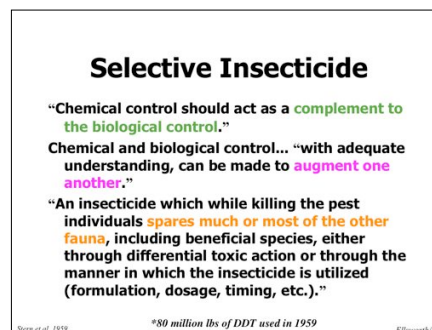 Selective Insecticide
“Chemical control should act as a complement to
the biological control.”
Chemical and biological control... “with adequate
understanding, can be made to augment one
another.”
“An insecticide which while killing the pest
individuals spares much or most of the other
fauna, including beneficial species, either
through differential toxic action or through the
manner in which the insecticide is utilized
(formulation, dosage, timing, etc.).”
*80 million lbs of DDT used in 1959
Stern et al. 1959